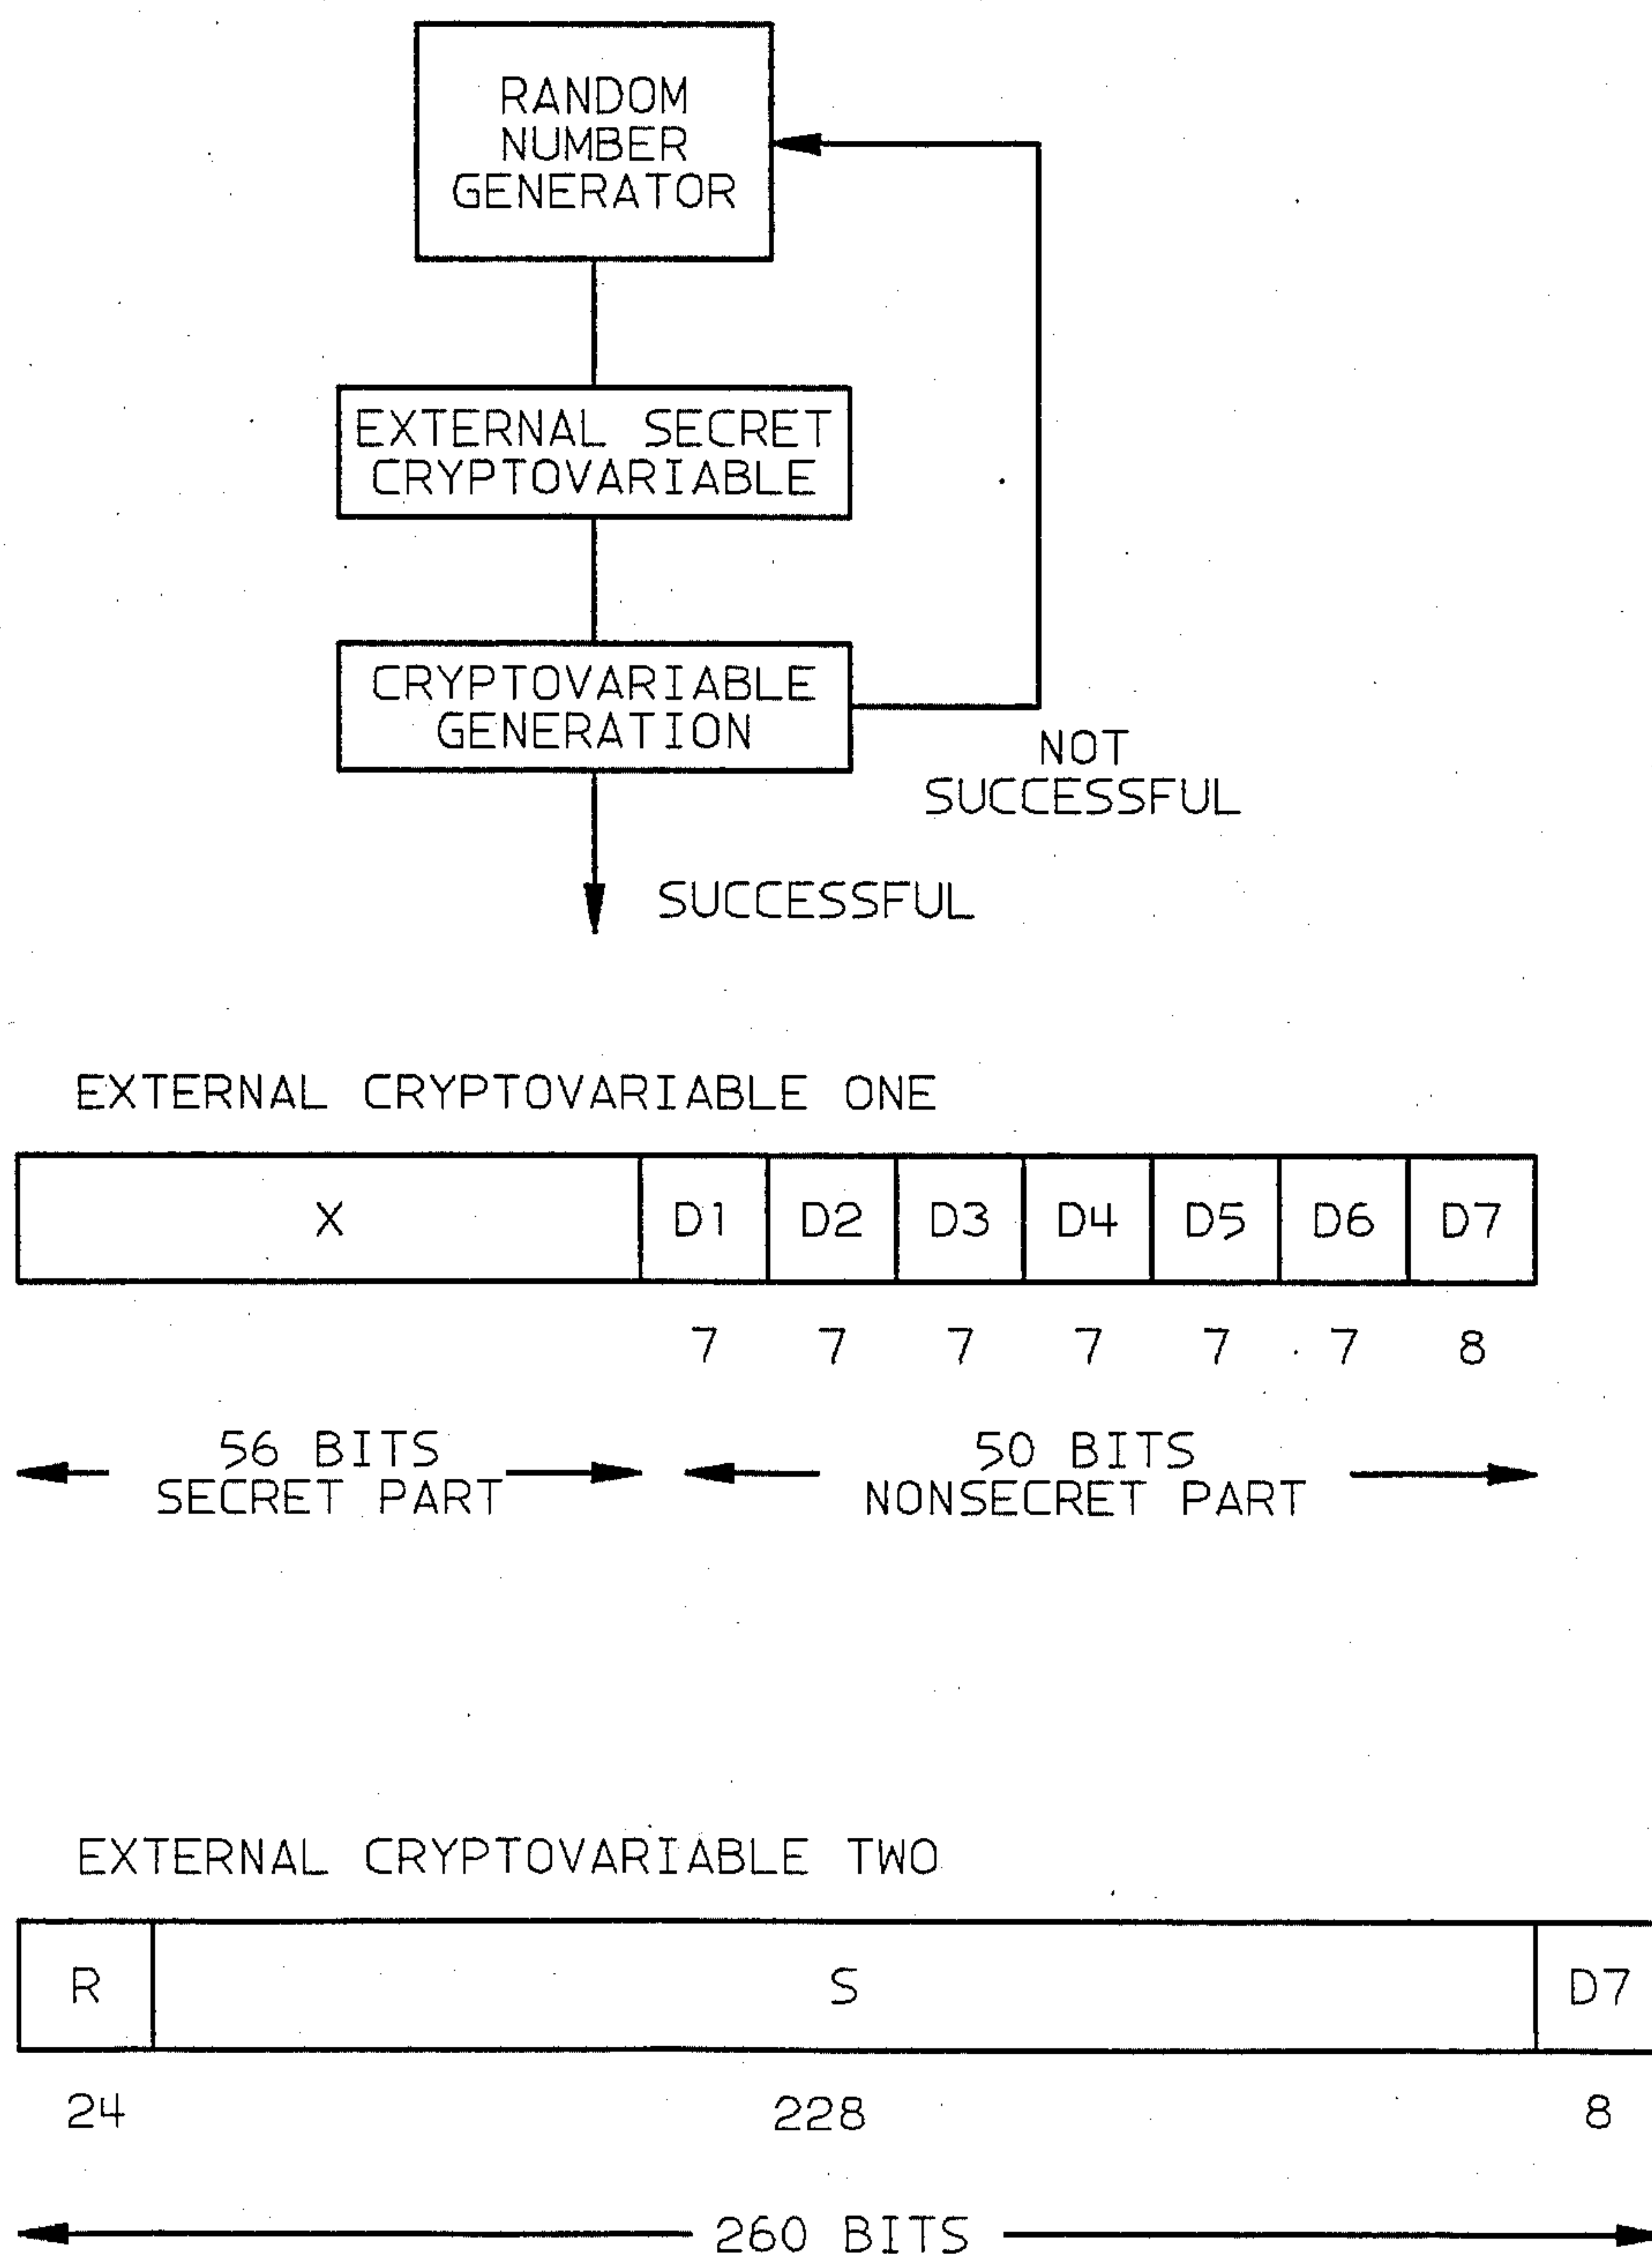 RANDOM
NUMBER
GENERATOR
EXTERNAL SECRET
CRYPTOVARIABLE
CRYPTOVARIABLE
GENERATION
NOT
SUCCESSFUL
SUCCESSFUL
EXTERNAL CRYPTOVARIABLE ONE
X D1 D2 D3 D4 D5 D6 D7
7 7 7 7 7 7 8
56 BITS
SECRET PART
50 BITS
NONSECRET PART
EXTERNAL CRYPTOVARIABLE TWO
R S D7
24 228 8
260 BITS